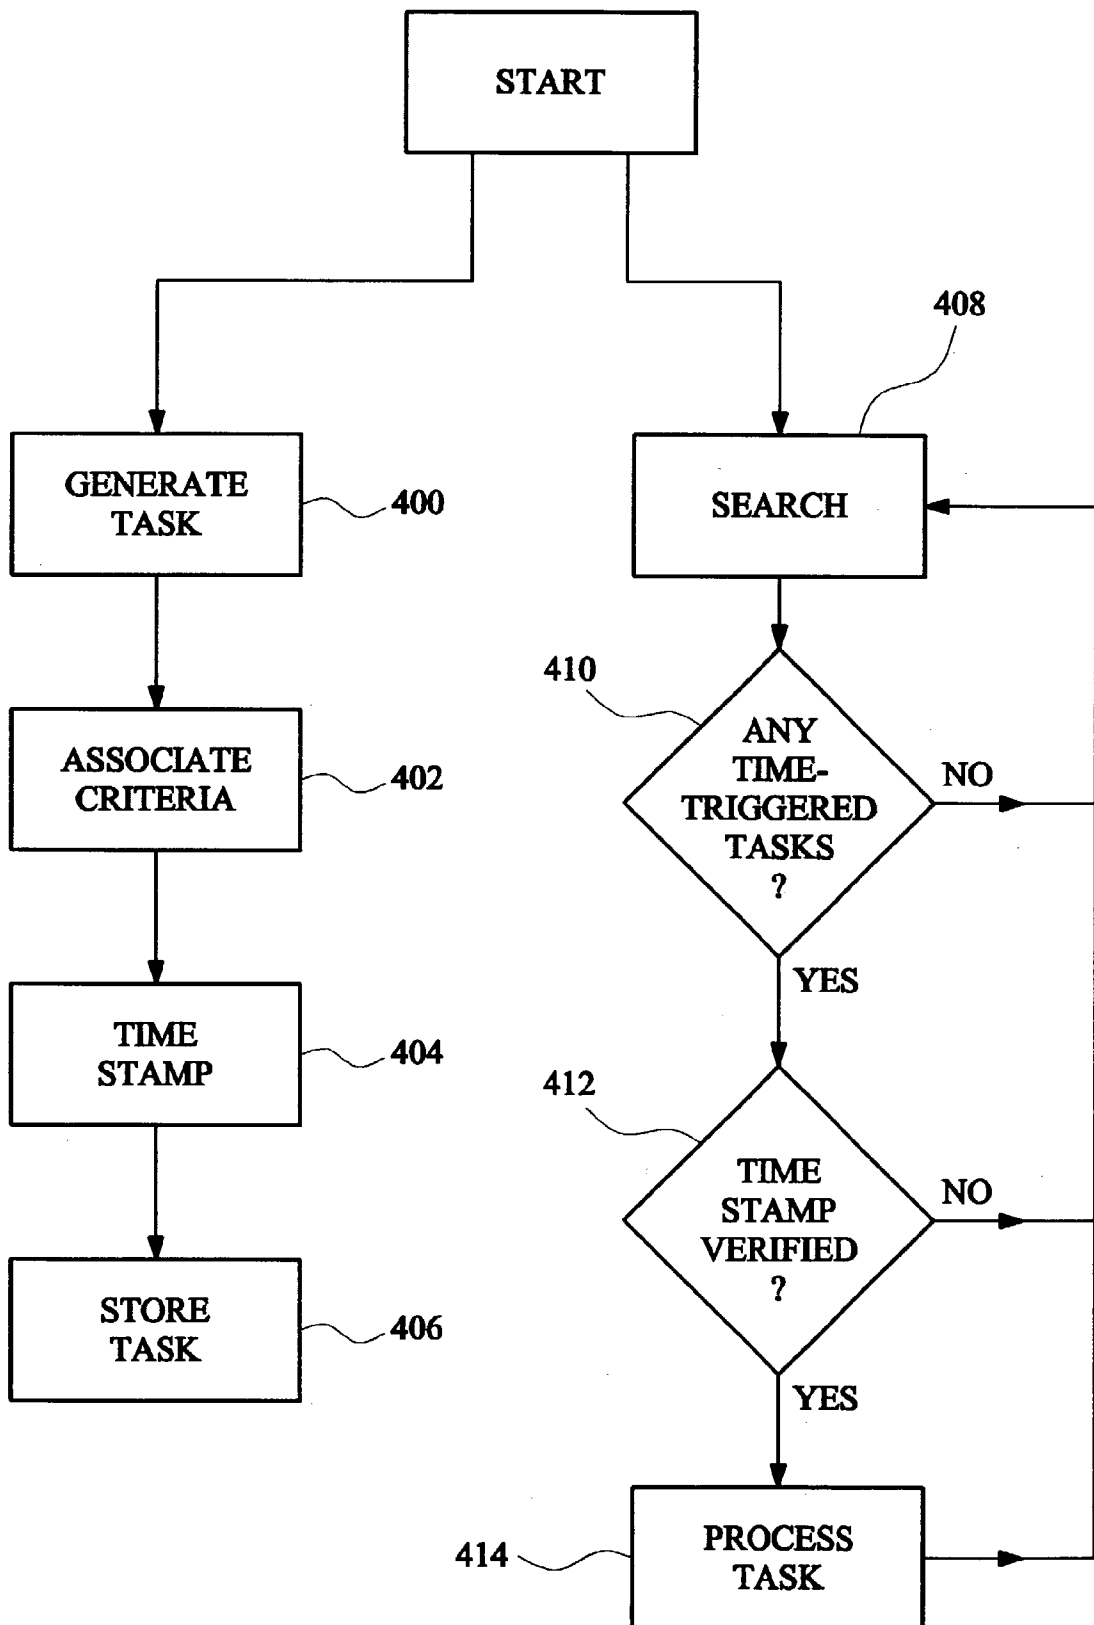 START
408
GENERATE
TASK
400
SEARCH
410
ASSOCIATE
CRITERIA
402
ANY
TIME-
TRIGGERED
TASKS
?
NO
YES
TIME
STAMP
404
412
TIME
STAMP
VERIFIED
?
NO
STORE
TASK
406
YES
414
PROCESS
TASK